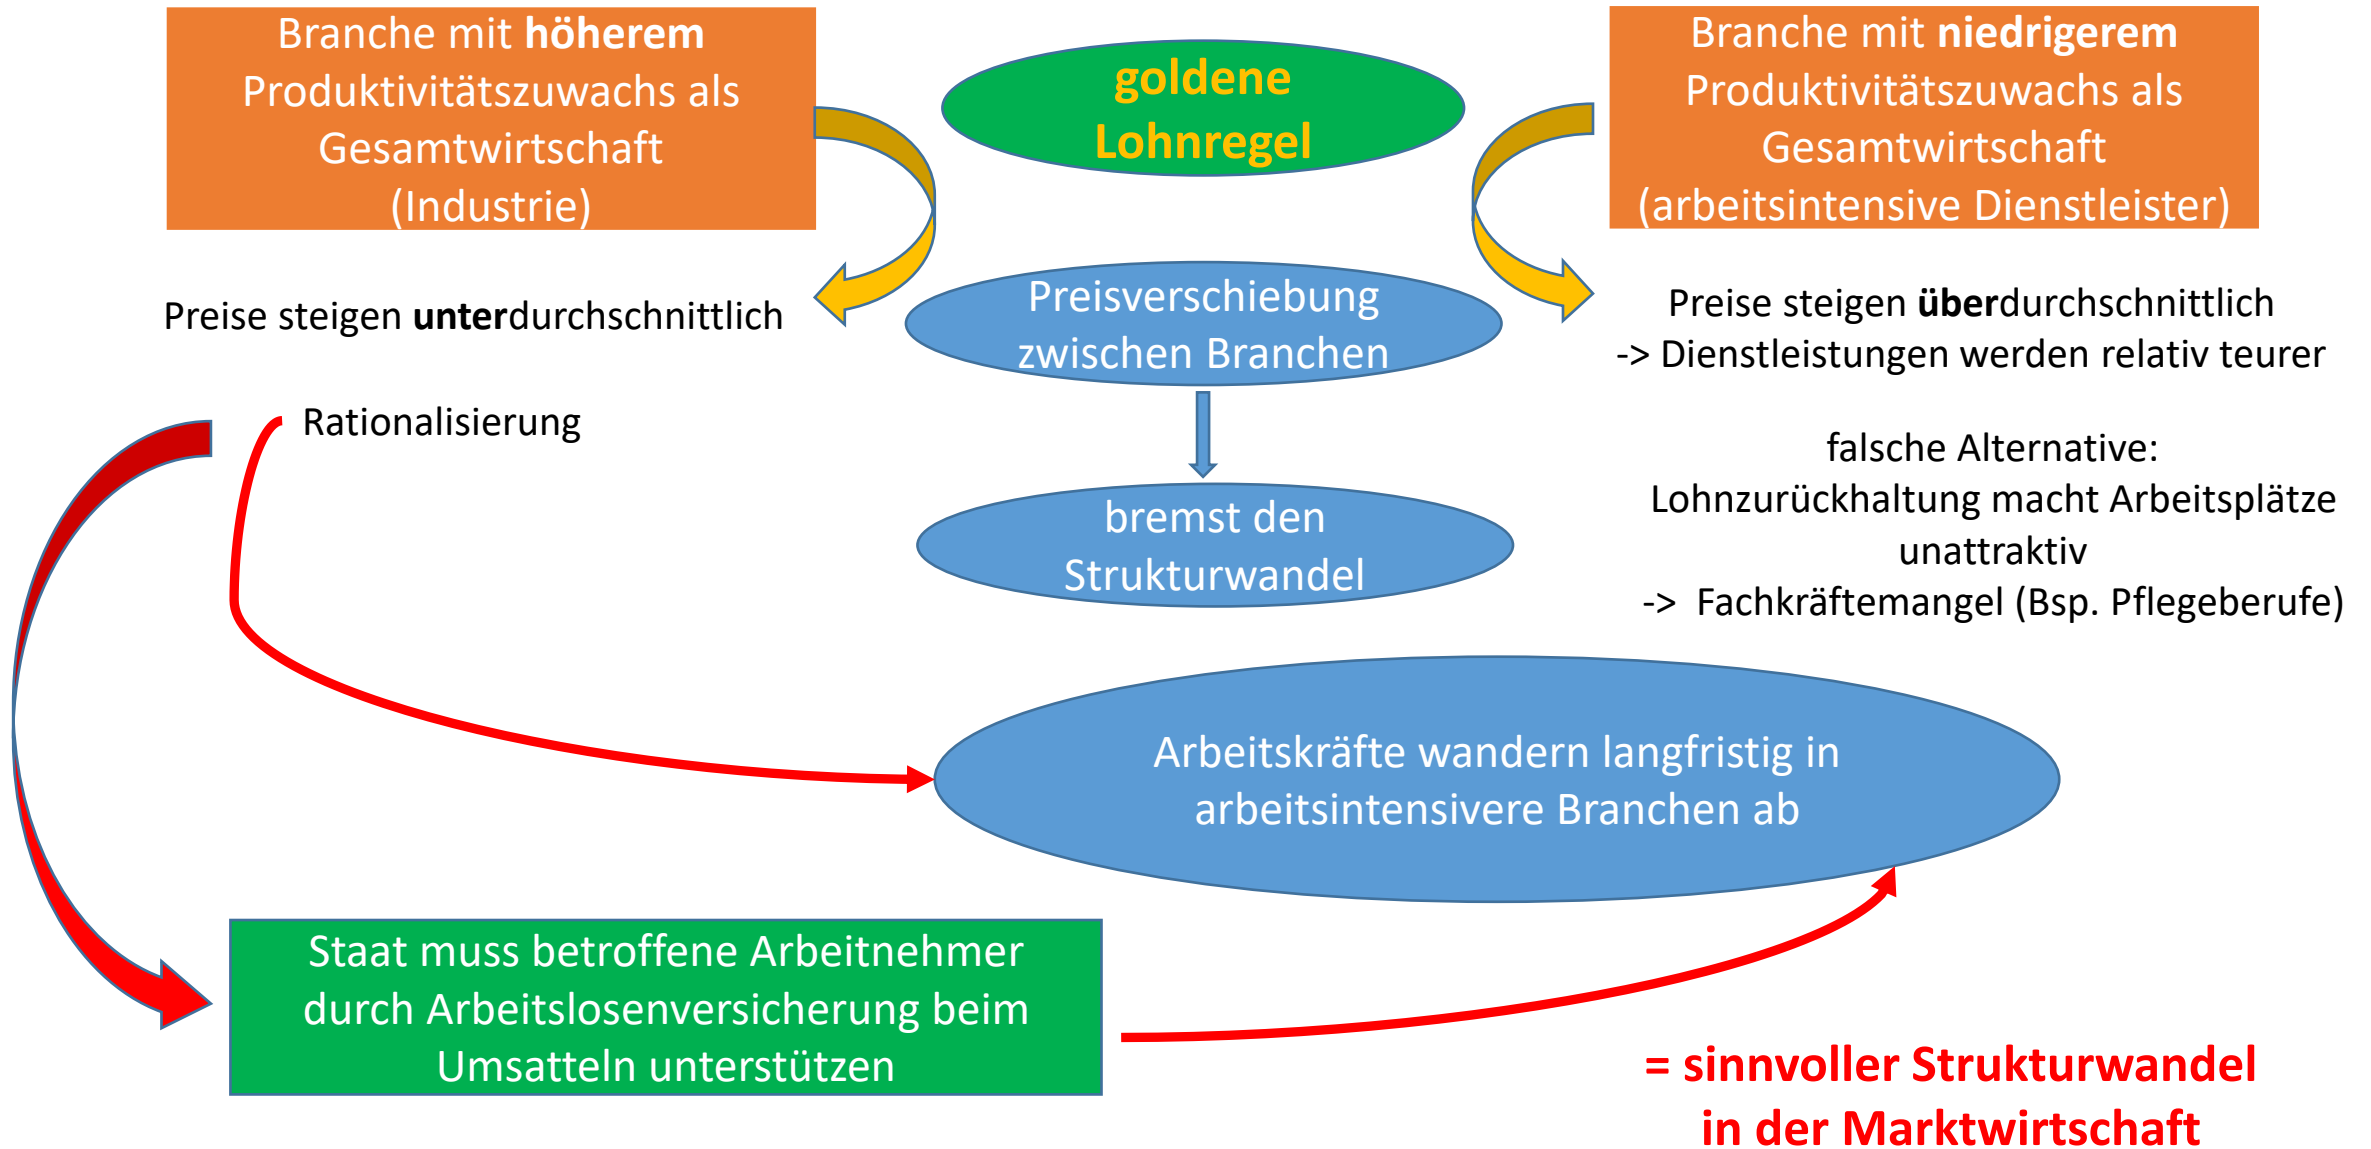 Branche mit höherem
Produktivitätszuwachs als
Gesamtwirtschaft
(Industrie)
goldene
Lohnregel
Branche mit niedrigerem
Produktivitätszuwachs als
Gesamtwirtschaft
(arbeitsintensive Dienstleister)
Preise steigen unterdurchschnittlich
Preisverschiebung
zwischen Branchen
Preise steigen überdurchschnittlich
-> Dienstleistungen werden relativ teurer
Rationalisierung
bremst den
Strukturwandel
falsche Alternative:
Lohnzurückhaltung macht Arbeitsplätze
unattraktiv
-> Fachkräftemangel (Bsp. Pflegeberufe)
Arbeitskräfte wandern langfristig in
arbeitsintensivere Branchen ab
Staat muss betroffene Arbeitnehmer
durch Arbeitslosenversicherung beim
Umsatteln unterstützen
= sinnvoller Strukturwandel
in der Marktwirtschaft